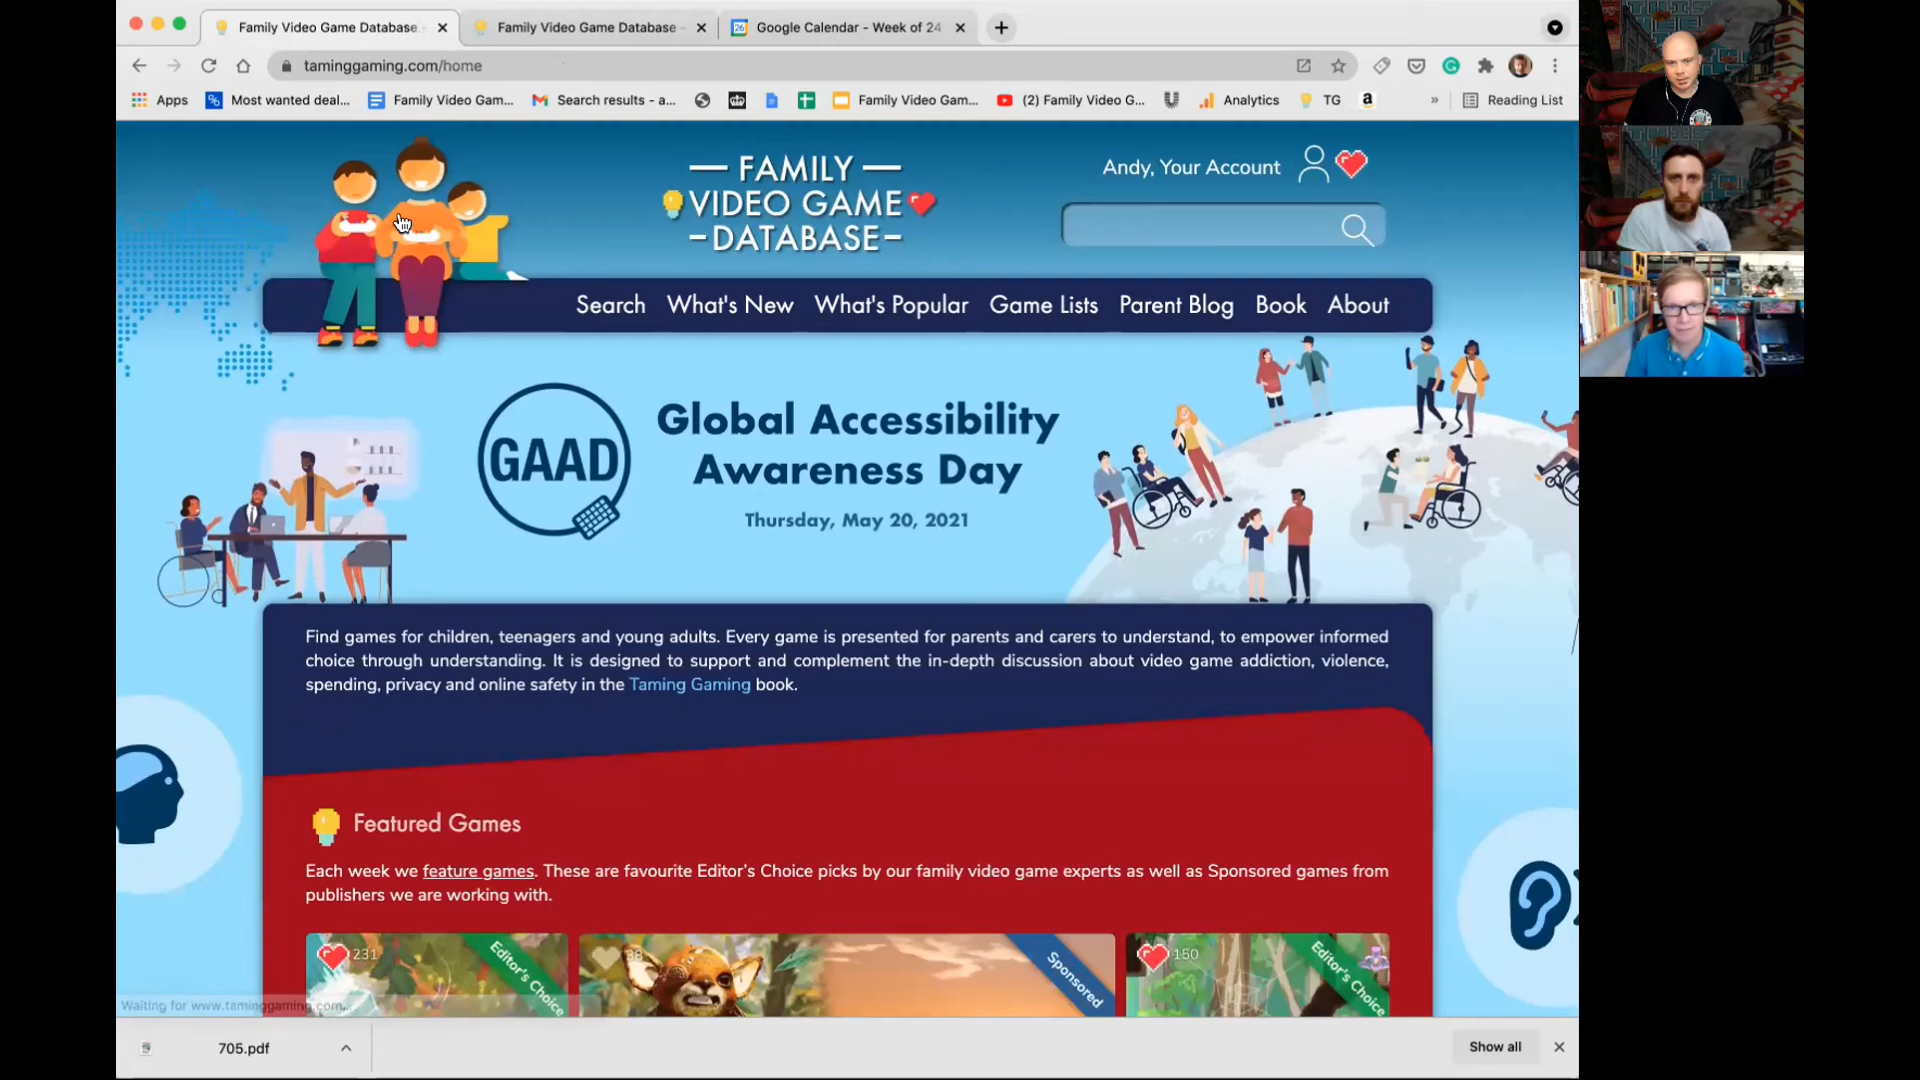 Family Video Game Database -
Family Video Game Database -
Google Calendar - Week of 24
taminggaming.com/home
Apps
Most wanted deal...
Family Video Gam...
Search results - a...
Family Video Gam...
(2) Family Video G...
Analytics
TG
a
»
Reading List
FAMILY
VIDEO GAME
DATABASE
Andy, Your Account
Search
What's New
What's Popular
Game Lists
Parent Blog
Book
About
GAAD
Global Accessibility
Awareness Day
Thursday, May 20, 2021
Find games for children, teenagers and young adults. Every game is presented for parents and carers to understand, to empower informed
choice through understanding. It is designed to support and complement the in-depth discussion about video game addiction, violence,
spending, privacy and online safety in the Taming Gaming book.
Featured Games
Each week we feature games. These are favourite Editor's Choice picks by our family video game experts as well as Sponsored games from
publishers we are working with.
231
Editor's Choice
38
Sponsored
150
Editor's Choice
Waiting for www.taminggaming.com...
705.pdf
Show all